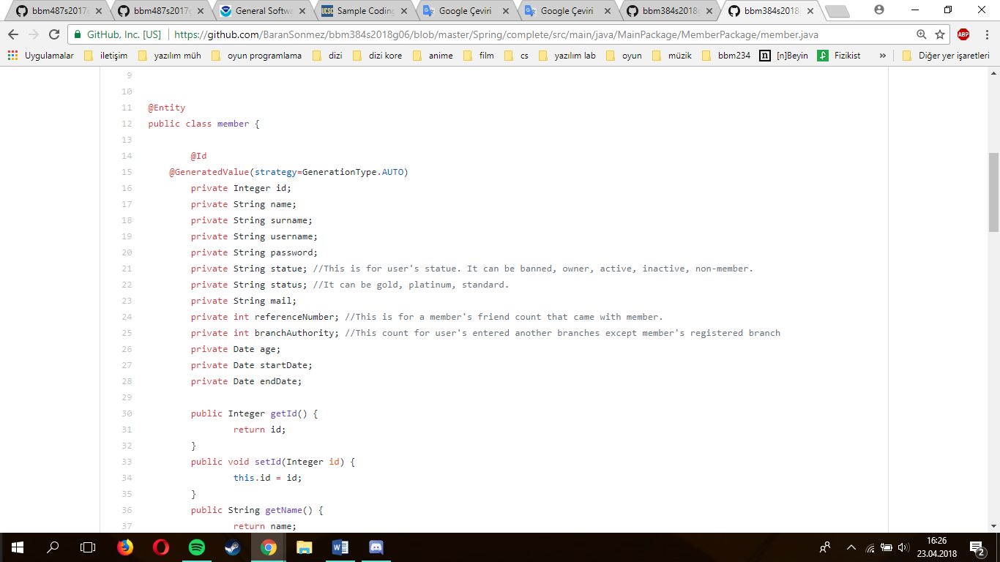 bbm487s2017g
bbm487s2017g
General Softwa
Sample Coding
Google Çeviri
Google Çeviri
bbm384s2018g
bbm384s2018
GitHub, Inc. [US] https://github.com/BaranSonmez/bbm384s2018g06/blob/master/Spring/complete/src/main/java/MainPackage/MemberPackage/member.java
ABP
Uygulamalar iletişim yazılım müh oyun programlama dizi dizi kore anime film cs yazılım lab oyun müzik bbm234 [n]Beyin Fizikist » Diğer yer işaretleri
9
10
11 @Entity
12 public class member {
13
14 @Id
15 @GeneratedValue(strategy=GenerationType.AUTO)
16 private Integer id;
17 private String name;
18 private String surname;
19 private String username;
20 private String password;
21 private String statue; //This is for user's statue. It can be banned, owner, active, inactive, non-member.
22 private String status; //It can be gold, platinum, standard.
23 private String mail;
24 private int referenceNumber; //This is for a member's friend count that came with member.
25 private int branchAuthority; //This count for user's entered another branches except member's registered branch
26 private Date age;
27 private Date startDate;
28 private Date endDate;
29
30 public Integer getId() {
31 return id;
32 }
33 public void setId(Integer id) {
34 this.id = id;
35 }
36 public String getName() {
37 return name;
16:26
23.04.2018
2